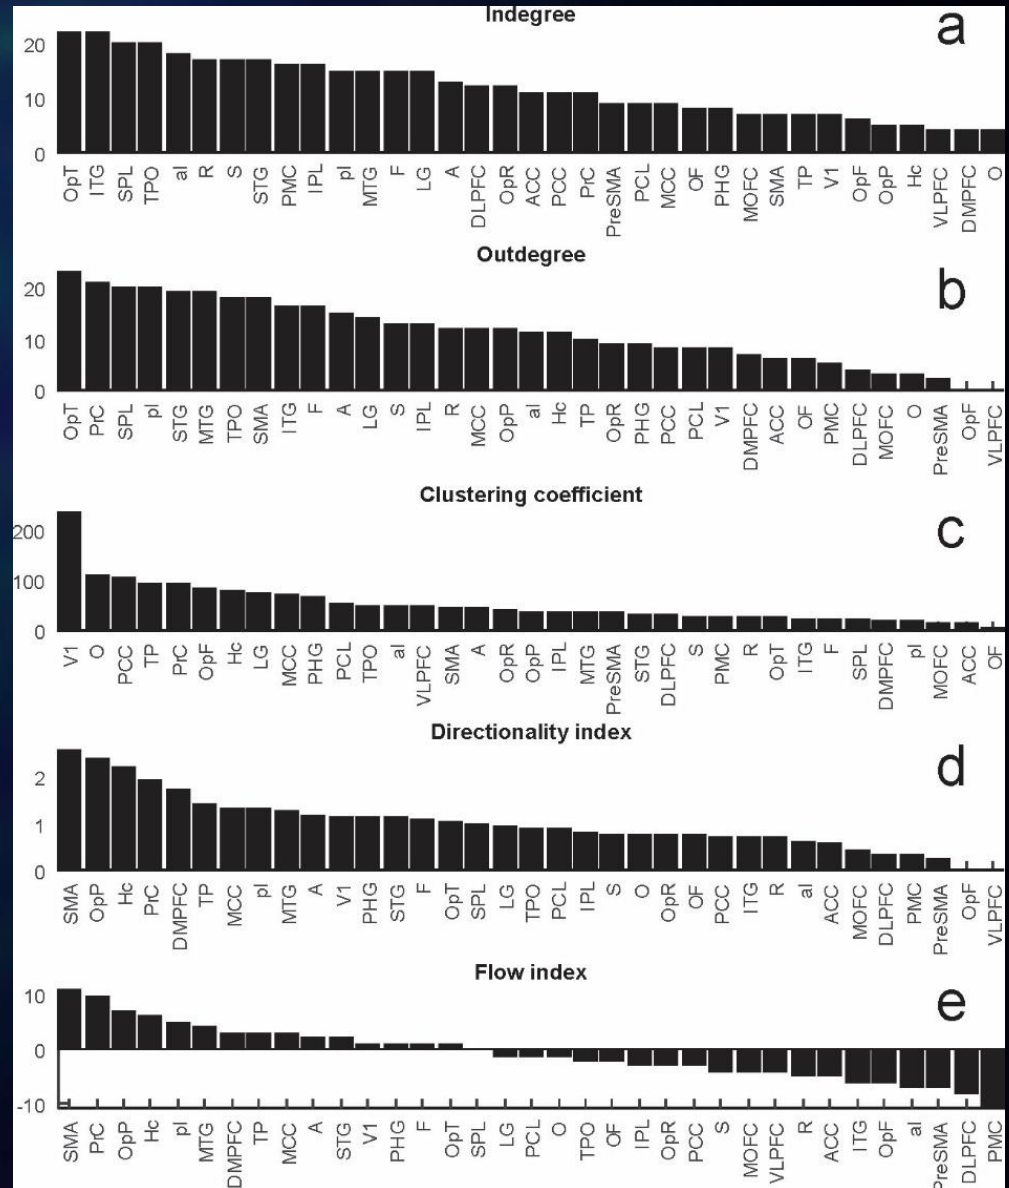 Indegree
a
20
10
0
OpT ITG SPL TPO aI R S STG PMC IPL pI MTG F LG A DLPFC OpR ACC PCC PrC PreSMA PCL MCC OF PHG MOFC SMA TP V1 OpF OpP Hc VLPFC DMPFC O
Outdegree
b
20
10
0
OpT PrC SPL pI STG MTG TPO SMA ITG F A LG S IPL R MCC OpP aI Hc TP OpR PHG PCC PCL V1 DMPFC ACC OF PMC DLPFC MOFC O PreSMA OpF VLPFC
Clustering coefficient
c
200
100
0
V1 O PCC TP PrC OpF Hc LG MCC PHG PCL TPO aI VLPFC SMA A OpR OpP IPL MTG PreSMA STG DLPFC S PMC R OpT ITG F SPL DMPFC pI MOFC ACC OF
Directionality index
d
2
1
0
SMA OpP Hc PrC DMPFC TP MCC pI MTG A V1 PHG STG F OpT SPL LG TPO PCL IPL S O OpR OF PCC ITG R aI ACC MOFC DLPFC PMC PreSMA OpF VLPFC
Flow index
e
10
0
-10
SMA PrC OpP Hc pI MTG DMPFC TP MCC A STG V1 PHG F OpT SPL LG PCL O TPO OF IPL OpR PCC S MOFC VLPFC R ACC ITG OpF aI PreSMA DLPFC PMC